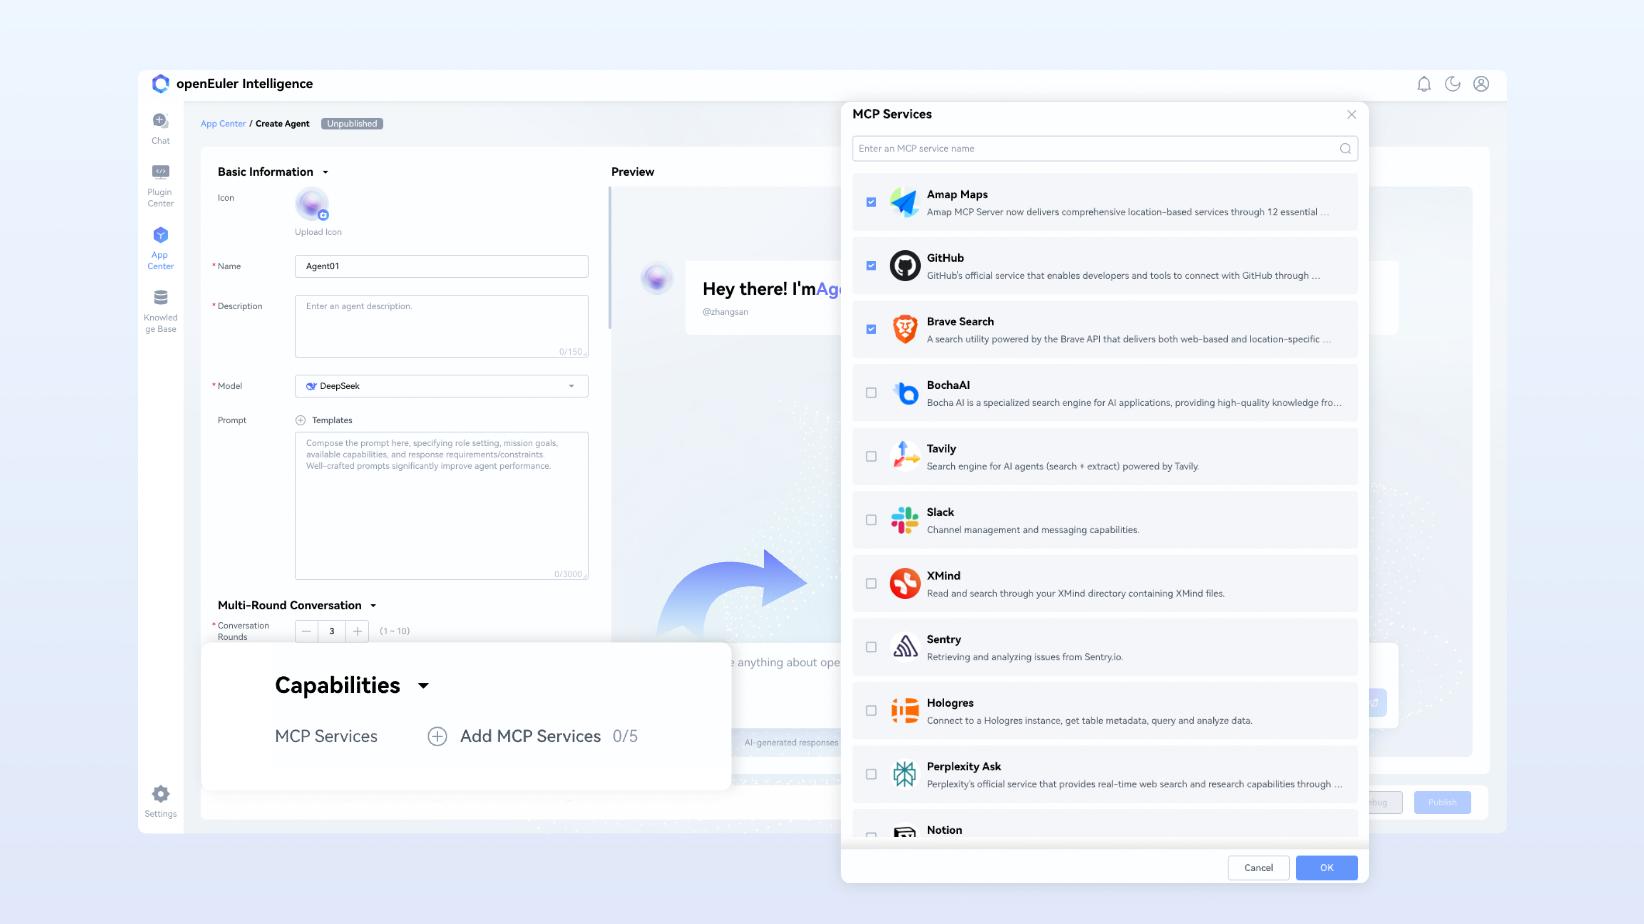 openEuler Intelligence
Chat
Plugin
Center
App
Center
Knowled
ge Base
Settings
App Center / Create Agent Unpublished
Basic Information
Icon
Upload Icon
* Name Agent01
* Description Enter an agent description.
0/150
* Model DeepSeek
Prompt Templates
Compose the prompt here, specifying role setting, mission goals,
available capabilities, and response requirements/constraints.
Well-crafted prompts significantly improve agent performance.
0/3000
Multi-Round Conversation
* Conversation
Rounds
3 (1 ~ 10)
Capabilities
MCP Services Add MCP Services 0/5
Preview
Hey there! I'm
@zhangsan
anything about
AI-generated responses
MCP Services
Enter an MCP service name
Amap Maps
Amap MCP Server now delivers comprehensive location-based services through 12 essential ...
GitHub
GitHub's official service that enables developers and tools to connect with GitHub through ...
Brave Search
A search utility powered by the Brave API that delivers both web-based and location-specific ...
BochaAI
Bocha AI is a specialized search engine for AI applications, providing high-quality knowledge fro...
Tavily
Search engine for AI agents (search + extract) powered by Tavily.
Slack
Channel management and messaging capabilities.
XMind
Read and search through your XMind directory containing XMind files.
Sentry
Retrieving and analyzing issues from Sentry.io.
Hologres
Connect to a Hologres instance, get table metadata, query and analyze data.
Perplexity Ask
Perplexity's official service that provides real-time web search and research capabilities through ...
Notion
Cancel OK
Publish